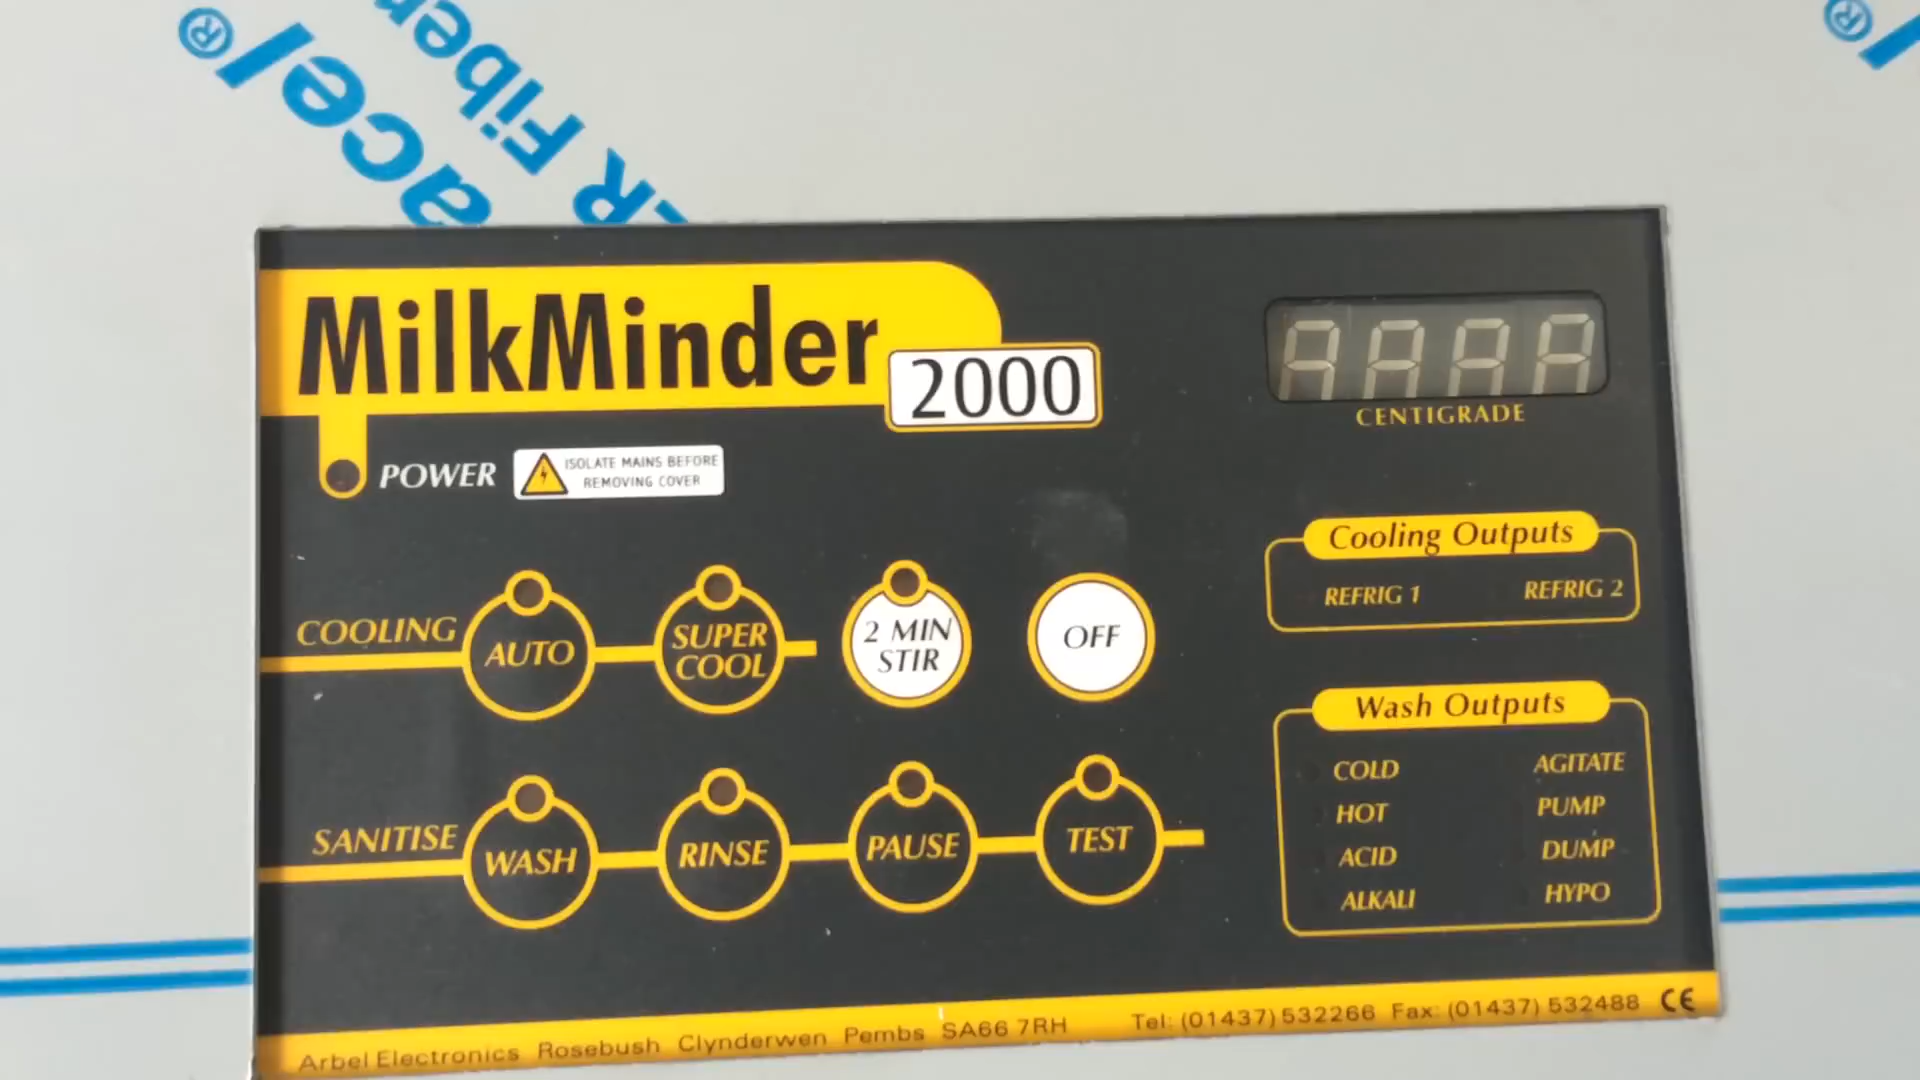 acel®
R Fiber
MilkMinder
2000
CENTIGRADE
POWER
ISOLATE MAINS BEFORE
REMOVING COVER
COOLING
AUTO
SUPER
COOL
2 MIN
STIR
OFF
Cooling Outputs
REFRIG 1
REFRIG 2
SANITISE
WASH
RINSE
PAUSE
TEST
Wash Outputs
COLD
AGITATE
HOT
PUMP
ACID
DUMP
ALKALI
HYPO
Arbel Electronics Rosebush Clynderwen Pembs SA66 7RH Tel: (01437) 532266 Fax: (01437) 532488 CE